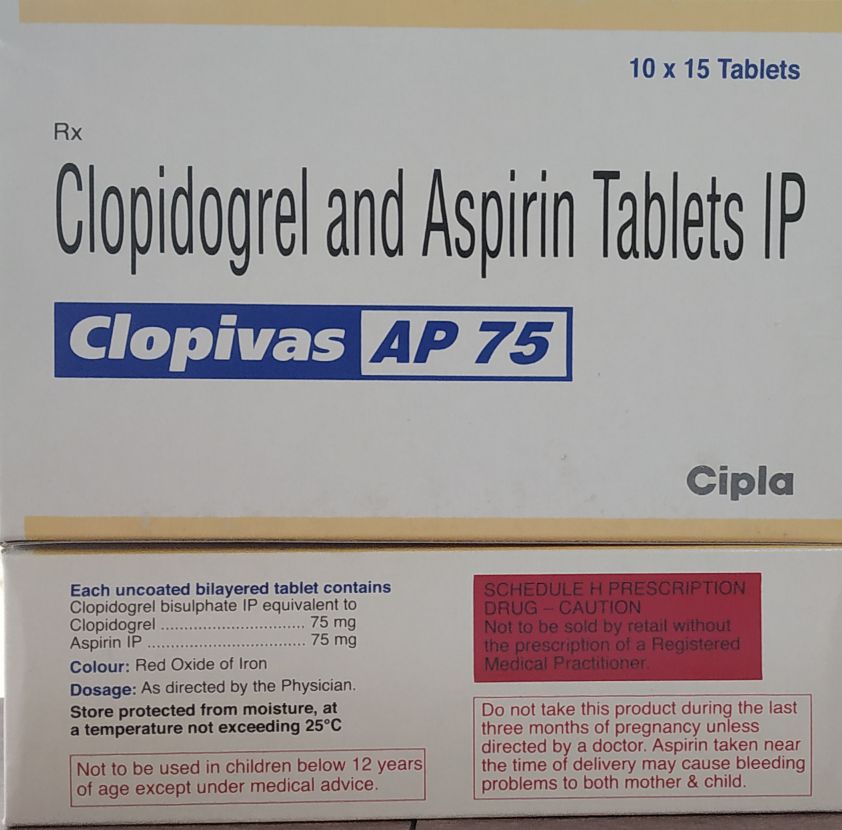 10 x 15 Tablets
Rx
Clopidogrel and Aspirin Tablets IP
Clopivas AP 75
Cipla
Each uncoated bilayered tablet contains
Clopidogrel bisulphate IP equivalent to
Clopidogrel ............................. 75 mg
Aspirin IP ................................ 75 mg
Colour: Red Oxide of Iron
Dosage: As directed by the Physician.
Store protected from moisture, at
a temperature not exceeding 25°C
Not to be used in children below 12 years
of age except under medical advice.
SCHEDULE H PRESCRIPTION
DRUG – CAUTION
Not to be sold by retail without
the prescription of a Registered
Medical Practitioner.
Do not take this product during the last
three months of pregnancy unless
directed by a doctor. Aspirin taken near
the time of delivery may cause bleeding
problems to both mother & child.